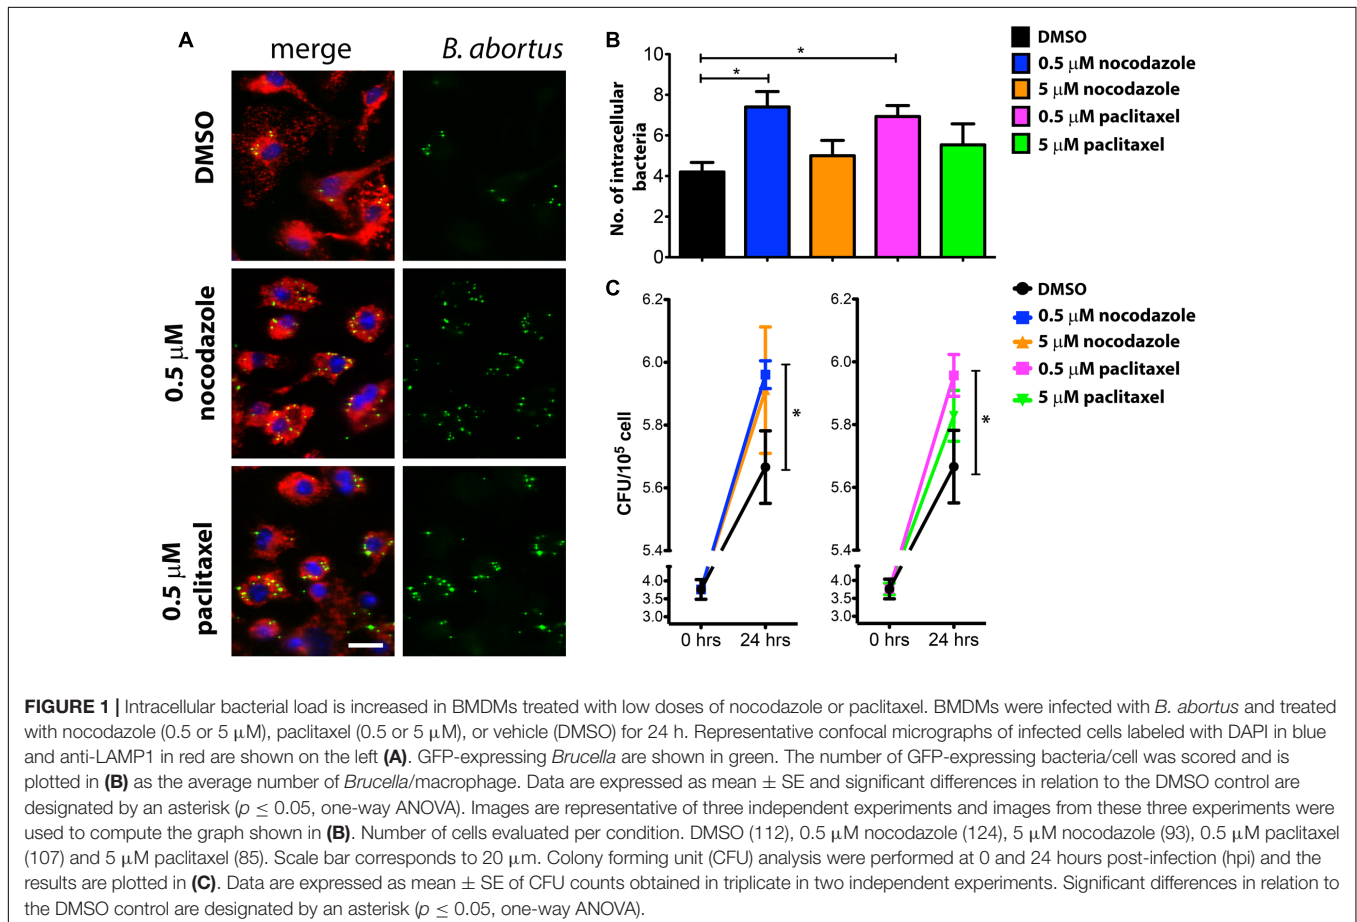 A
merge
B. abortus
DMSO
0.5 μM
nocodazole
0.5 μM
paclitaxel
B
10
8
6
4
2
0
No. of intracellular
bacteria
*
*
DMSO
0.5 μM nocodazole
5 μM nocodazole
0.5 μM paclitaxel
5 μM paclitaxel
C
6.2
6.0
5.8
5.6
5.4
4.0
3.5
3.0
CFU/10⁵ cell
*
0 hrs 24 hrs
6.2
6.0
5.8
5.6
5.4
4.0
3.5
3.0
*
0 hrs 24 hrs
DMSO
0.5 μM nocodazole
5 μM nocodazole
0.5 μM paclitaxel
5 μM paclitaxel
FIGURE 1 | Intracellular bacterial load is increased in BMDMs treated with low doses of nocodazole or paclitaxel. BMDMs were infected with B. abortus and treated
with nocodazole (0.5 or 5 μM), paclitaxel (0.5 or 5 μM), or vehicle (DMSO) for 24 h. Representative confocal micrographs of infected cells labeled with DAPI in blue
and anti-LAMP1 in red are shown on the left (A). GFP-expressing Brucella are shown in green. The number of GFP-expressing bacteria/cell was scored and is
plotted in (B) as the average number of Brucella/macrophage. Data are expressed as mean ± SE and significant differences in relation to the DMSO control are
designated by an asterisk (p ≤ 0.05, one-way ANOVA). Images are representative of three independent experiments and images from these three experiments were
used to compute the graph shown in (B). Number of cells evaluated per condition. DMSO (112), 0.5 μM nocodazole (124), 5 μM nocodazole (93), 0.5 μM paclitaxel
(107) and 5 μM paclitaxel (85). Scale bar corresponds to 20 μm. Colony forming unit (CFU) analysis were performed at 0 and 24 hours post-infection (hpi) and the
results are plotted in (C). Data are expressed as mean ± SE of CFU counts obtained in triplicate in two independent experiments. Significant differences in relation to
the DMSO control are designated by an asterisk (p ≤ 0.05, one-way ANOVA).